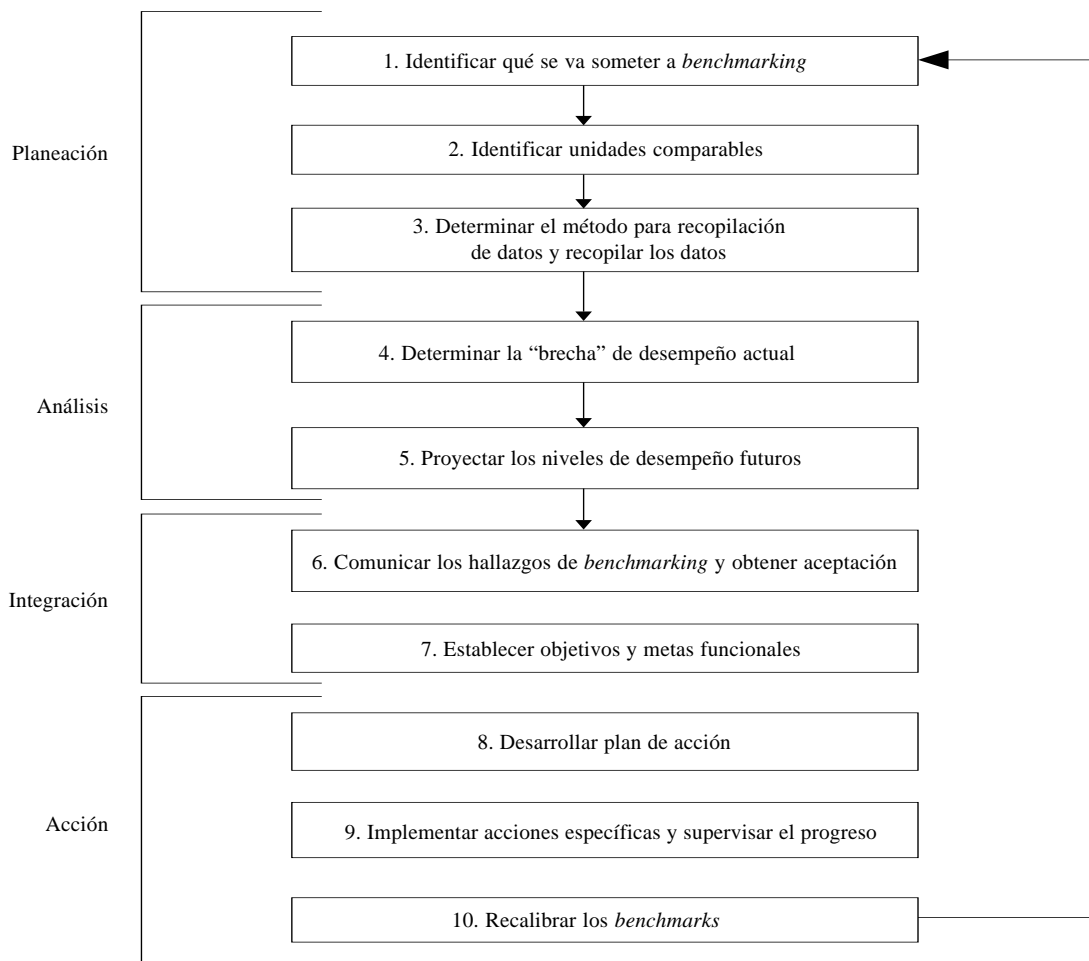 1. Identificar qué se va someter a benchmarking
Planeación
2. Identificar unidades comparables
3. Determinar el método para recopilación
de datos y recopilar los datos
4. Determinar la “brecha” de desempeño actual
Análisis
5. Proyectar los niveles de desempeño futuros
6. Comunicar los hallazgos de benchmarking y obtener aceptación
Integración
7. Establecer objetivos y metas funcionales
8. Desarrollar plan de acción
Acción
9. Implementar acciones específicas y supervisar el progreso
10. Recalibrar los benchmarks